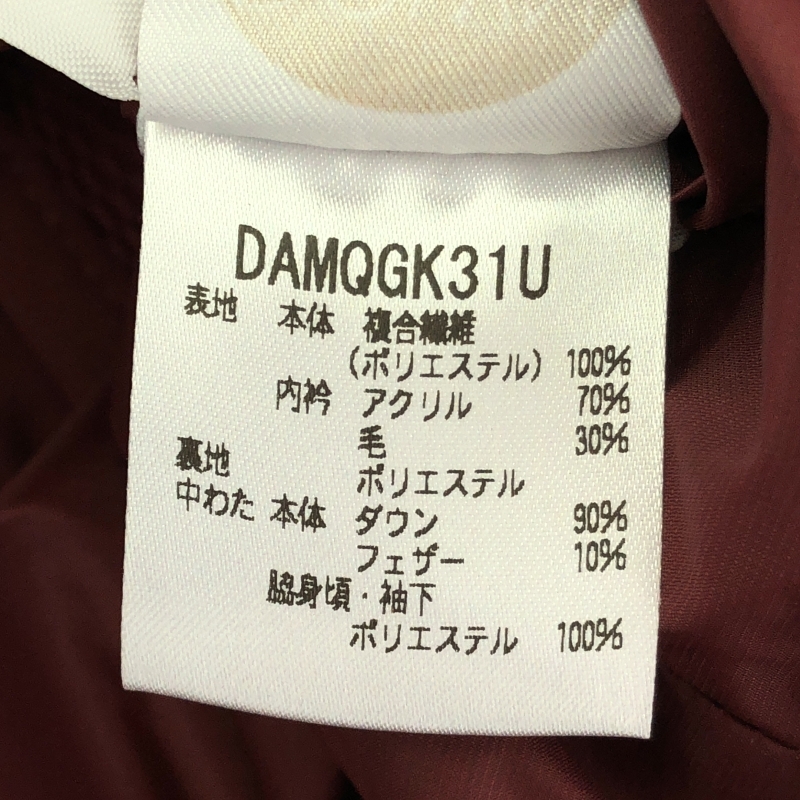 DAMQGK31U
表地 本体 複合繊維
(ポリエステル) 100%
内衿 アクリル 70%
毛 30%
裏地 ポリエステル
中わた 本体 ダウン 90%
フェザー 10%
脇身頃・袖下
ポリエステル 100%